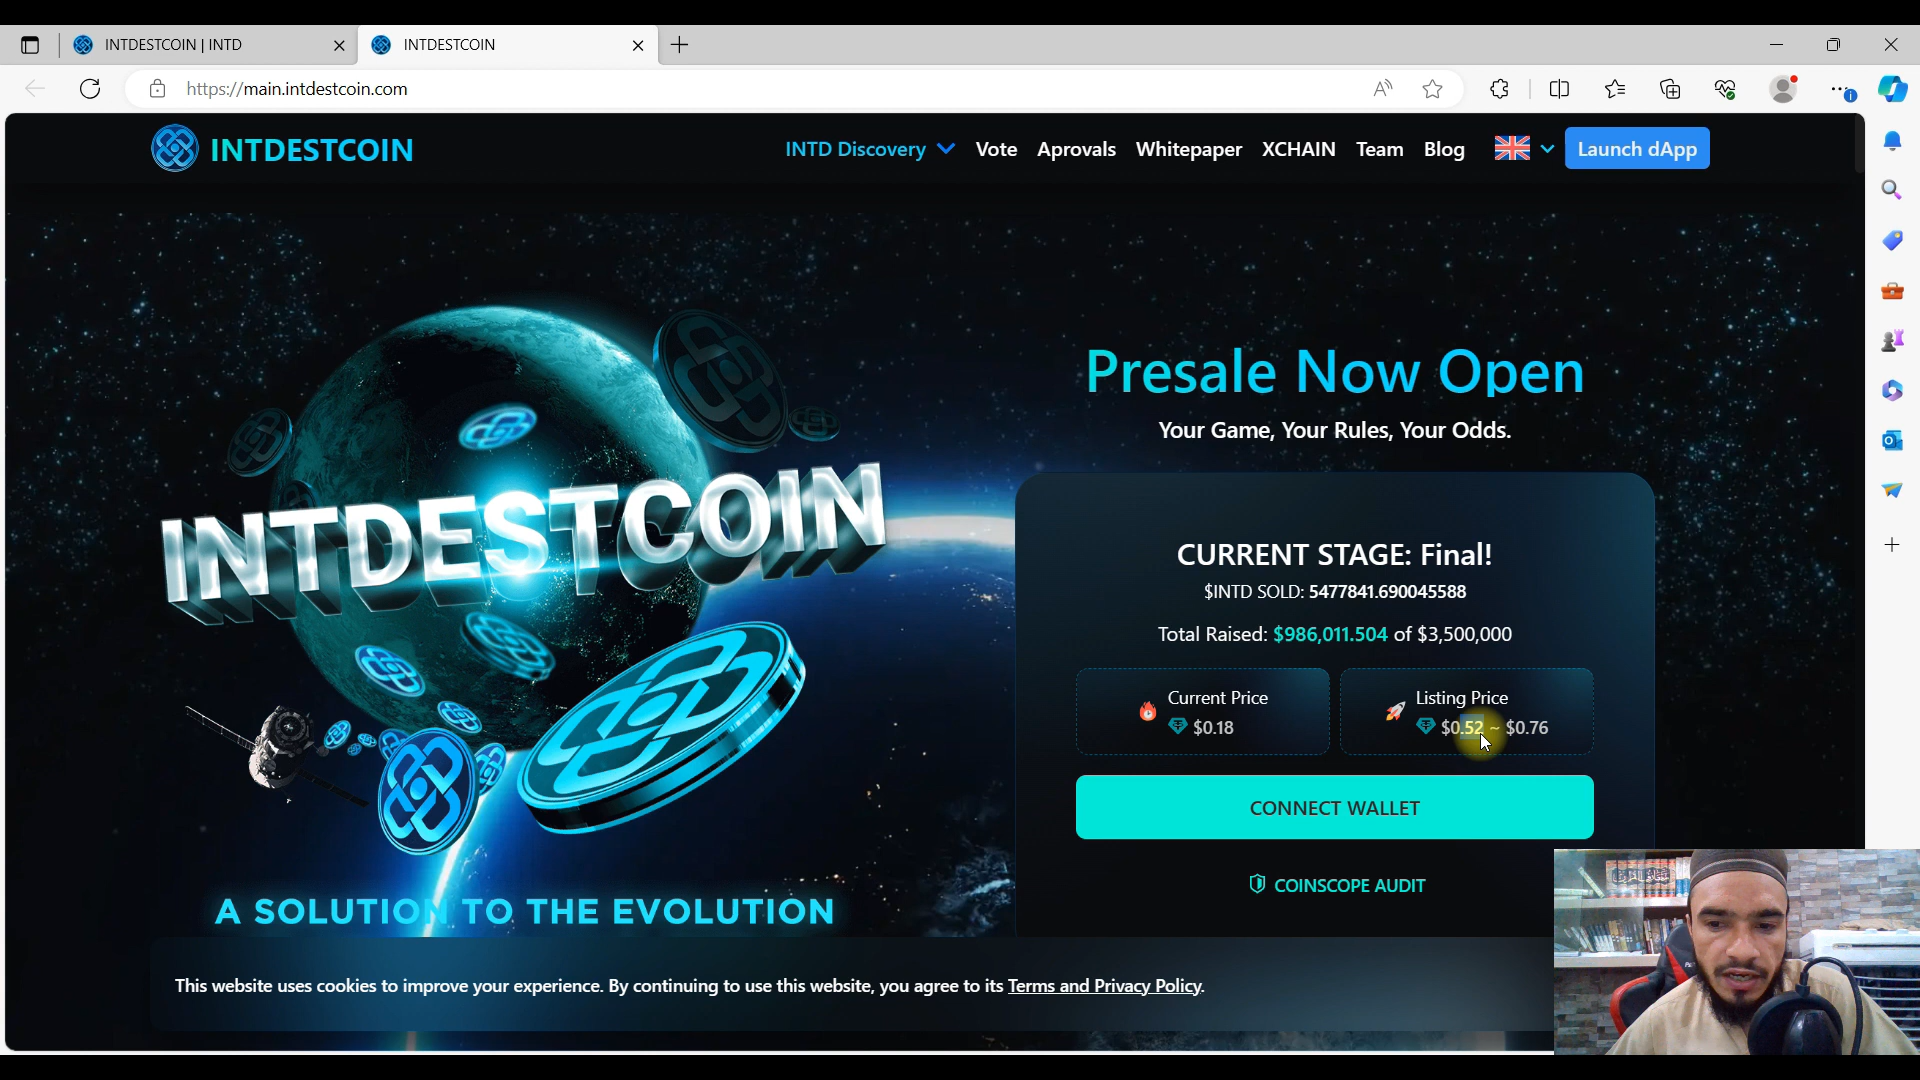 INTDESTCOIN | INTD
INTDESTCOIN
https://main.intdestcoin.com
INTDESTCOIN
INTD Discovery
Vote
Aprovals
Whitepaper
XCHAIN
Team
Blog
Launch dApp
Presale Now Open
Your Game, Your Rules, Your Odds.
INTDESTCOIN
CURRENT STAGE: Final!
$INTD SOLD: 5477841.690045588
Total Raised: $986,011.504 of $3,500,000
Current Price
$0.18
Listing Price
$0.52 ~ $0.76
CONNECT WALLET
COINSCOPE AUDIT
A SOLUTION TO THE EVOLUTION
This website uses cookies to improve your experience. By continuing to use this website, you agree to its Terms and Privacy Policy.